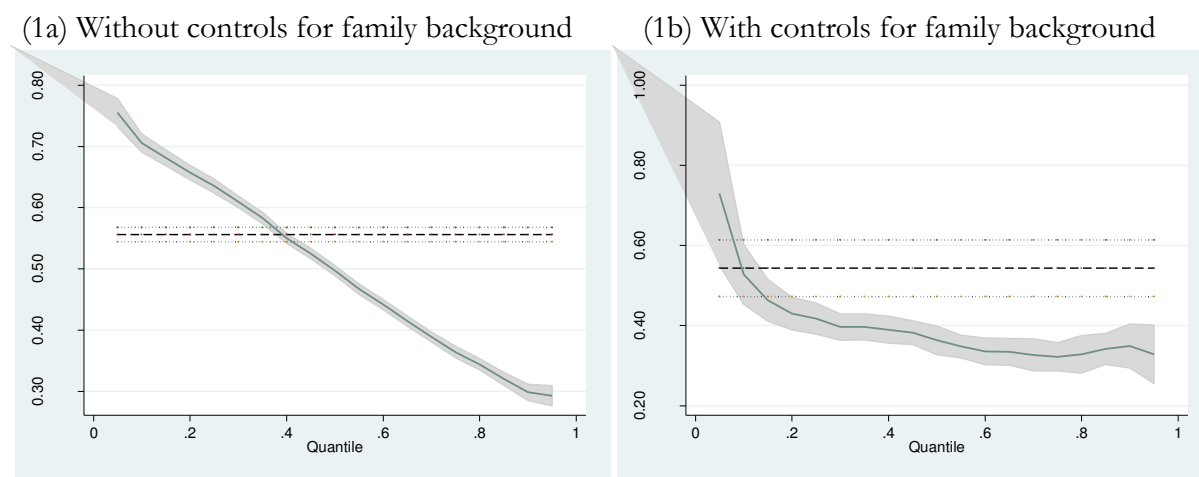 (1a) Without controls for family background
0.80
0.70
0.60
0.50
0.40
0.30
0 .2 .4 .6 .8 1
Quantile
(1b) With controls for family background
1.00
0.80
0.60
0.40
0.20
0 .2 .4 .6 .8 1
Quantile